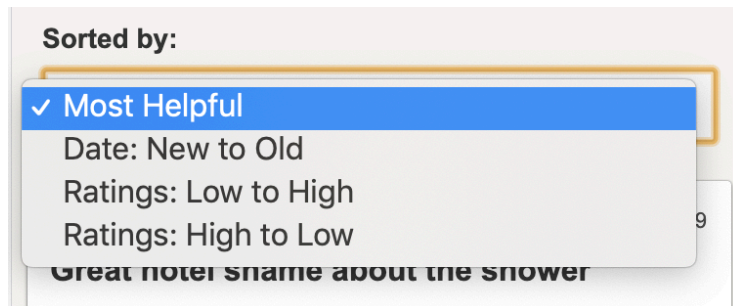 Sorted by:
✓ Most Helpful
Date: New to Old
Ratings: Low to High
Ratings: High to Low
9
Great hotel shame about the shower